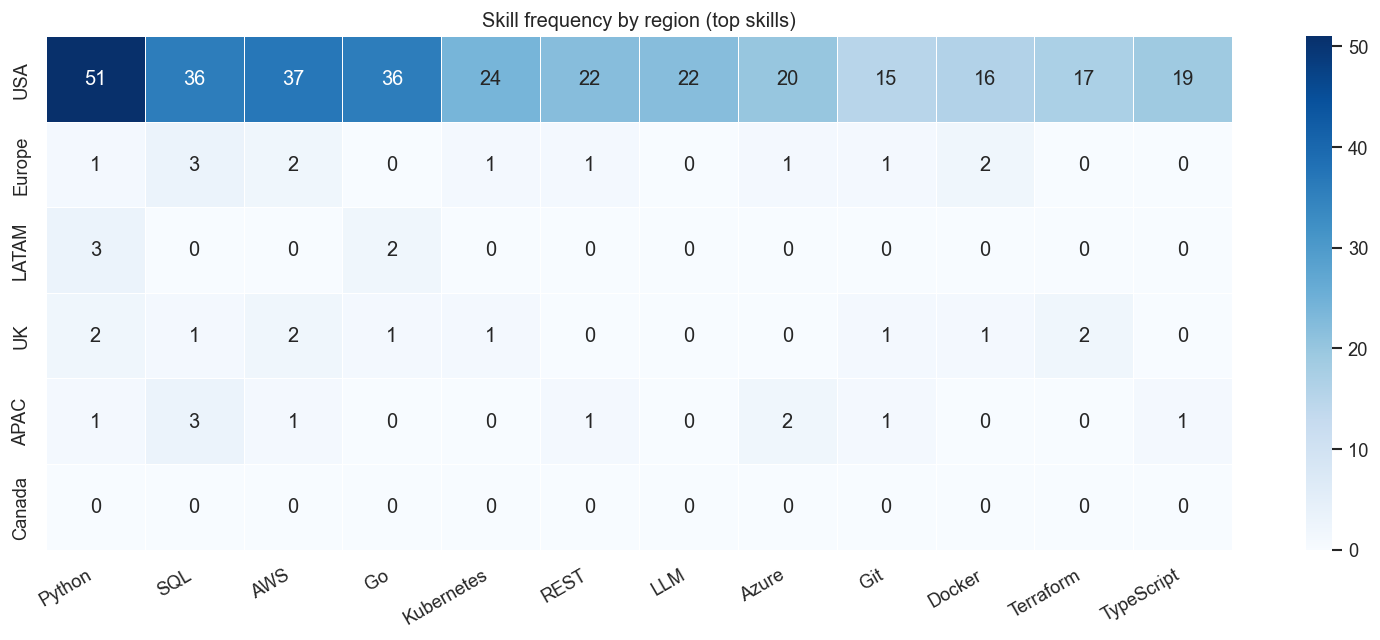 Skill frequency by region (top skills)
USA 51 36 37 36 24 22 22 20 15 16 17 19
Europe 1 3 2 0 1 1 0 1 1 2 0 0
LATAM 3 0 0 2 0 0 0 0 0 0 0 0
UK 2 1 2 1 1 0 0 0 1 1 2 0
APAC 1 3 1 0 0 1 0 2 1 0 0 1
Canada 0 0 0 0 0 0 0 0 0 0 0 0
Python SQL AWS Go Kubernetes REST LLM Azure Git Docker Terraform TypeScript
50
40
30
20
10
0